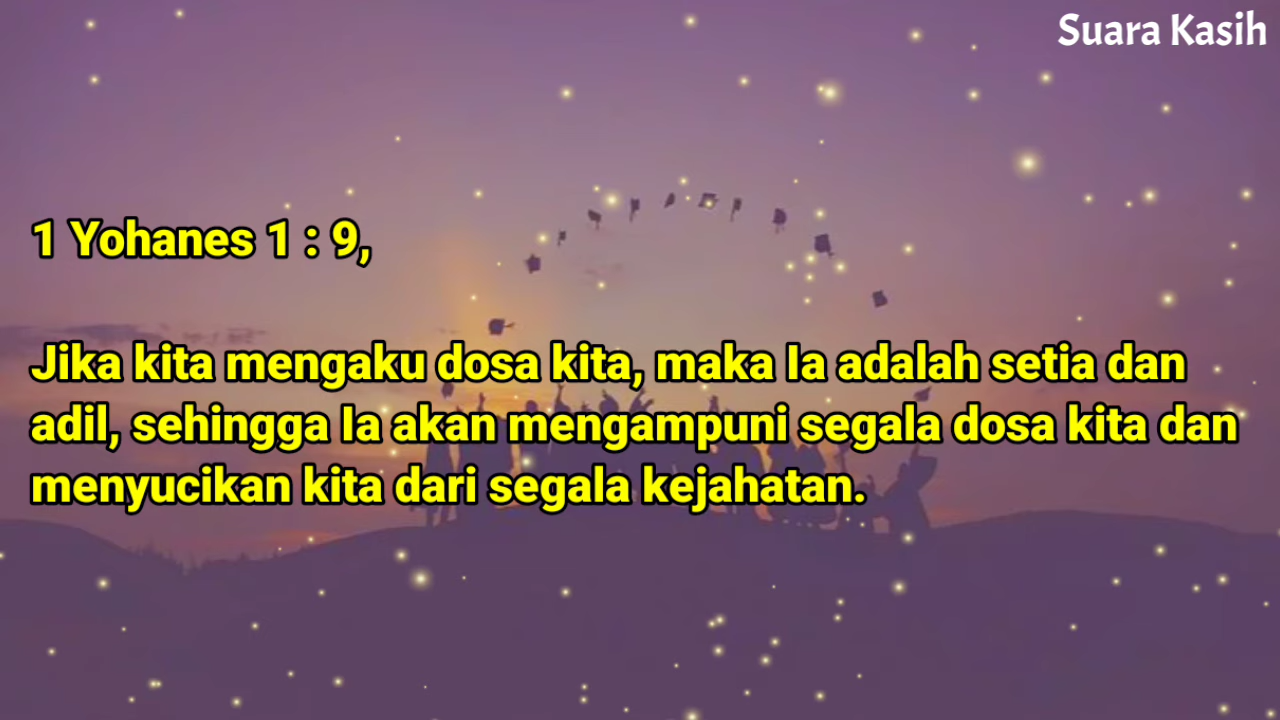 Suara Kasih
1 Yohanes 1 : 9,
Jika kita mengaku dosa kita, maka Ia adalah setia dan
adil, sehingga Ia akan mengampuni segala dosa kita dan
menyucikan kita dari segala kejahatan.